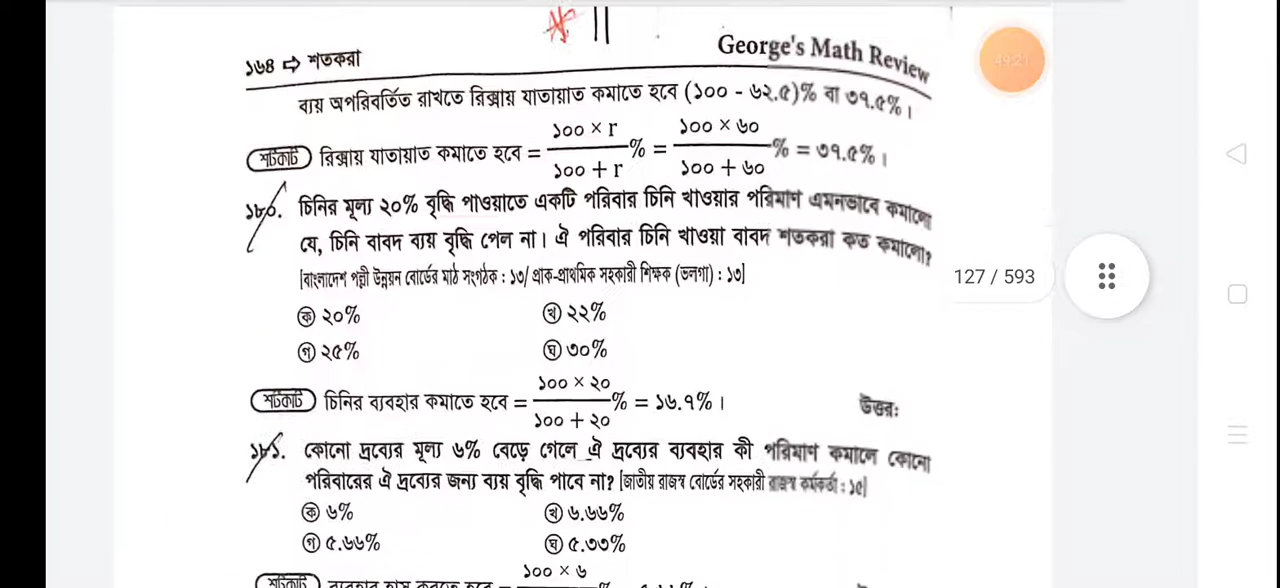 ১৬৪ ⇨ শতকরা
George's Math Review
49:21
ব্যয় অপরিবর্তিত রাখতে রিক্সায় যাতায়াত কমাতে হবে (১০০ - ৬২.৫)% বা ৩৭.৫%।
শর্টকাট রিক্সায় যাতায়াত কমাতে হবে = ১০০ × r / ১০০ + r % = ১০০ × ৬০ / ১০০ + ৬০ % = ৩৭.৫%।
১৮০. চিনির মূল্য ২০% বৃদ্ধি পাওয়াতে একটি পরিবার চিনি খাওয়ার পরিমাণ এমনভাবে কমালো
যে, চিনি বাবদ ব্যয় বৃদ্ধি পেল না। ঐ পরিবার চিনি খাওয়া বাবদ শতকরা কত কমালো?
[বাংলাদেশ পল্লী উন্নয়ন বোর্ডের মাঠ সংগঠক : ১৩/ প্রাক-প্রাথমিক সহকারী শিক্ষক (ভলগা) : ১৩]
127 / 593
ক ২০%
খ ২২%
গ ২৫%
ঘ ৩০%
শর্টকাট চিনির ব্যবহার কমাতে হবে = ১০০ × ২০ / ১০০ + ২০ % = ১৬.৭%।
উত্তর:
১৮১. কোনো দ্রব্যের মূল্য ৬% বেড়ে গেলে ঐ দ্রব্যের ব্যবহার কী পরিমাণ কমালে কোনো
পরিবারের ঐ দ্রব্যের জন্য ব্যয় বৃদ্ধি পাবে না? [জাতীয় রাজস্ব বোর্ডের সহকারী রাজস্ব কর্মকর্তা : ১৫]
ক ৬%
খ ৬.৬৬%
গ ৫.৬৬%
ঘ ৫.৩৩%
১০০ × ৬